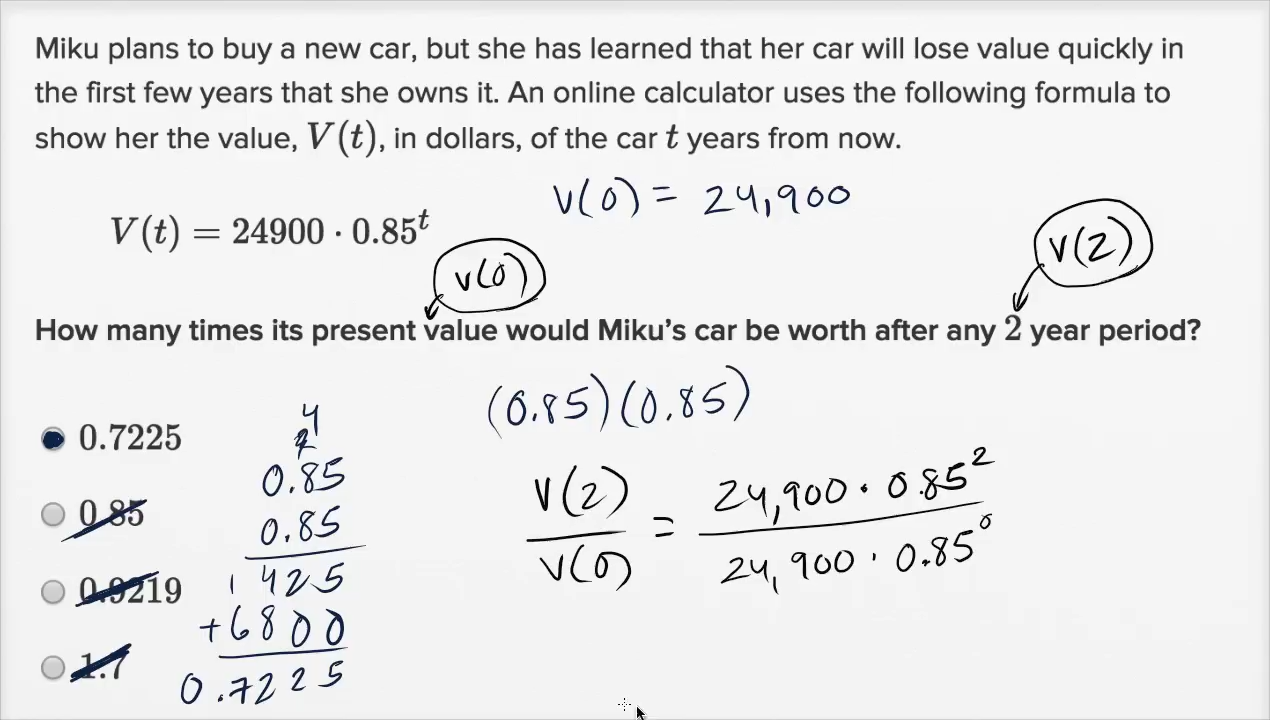 Miku plans to buy a new car, but she has learned that her car will lose value quickly in
the first few years that she owns it. An online calculator uses the following formula to
show her the value, V(t), in dollars, of the car t years from now.
V(0) = 24,900
V(t) = 24900 · 0.85^t
V(0)
V(2)
How many times its present value would Miku's car be worth after any 2 year period?
(0.85)(0.85)
0.7225
0.85
0.9219
1.7
4
2
0.85
0.85
1425
+6800
0.7225
V(2)/V(0) = 24,900 · 0.85^2 / 24,900 · 0.85^0